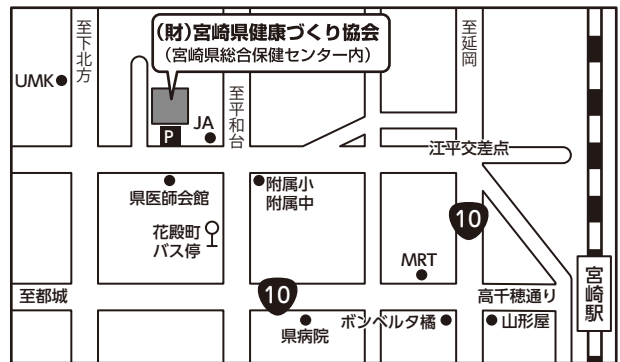 (財)宮崎県健康づくり協会
(宮崎県総合保健センター内)
至下北方
至延岡
UMK
至平和台
JA
P
江平交差点
県医師会館
附属小
附属中
花殿町
バス停
10
MRT
至都城
10
高千穂通り
宮崎駅
県病院
ボンベルタ橘
山形屋